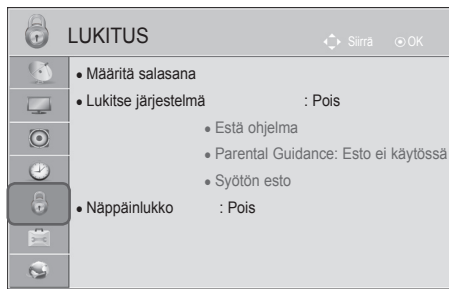 LUKITUS
Siirrä OK
• Määritä salasana
• Lukitse järjestelmä : Pois
• Estä ohjelma
• Parental Guidance: Esto ei käytössä
• Syötön esto
• Näppäinlukko : Pois